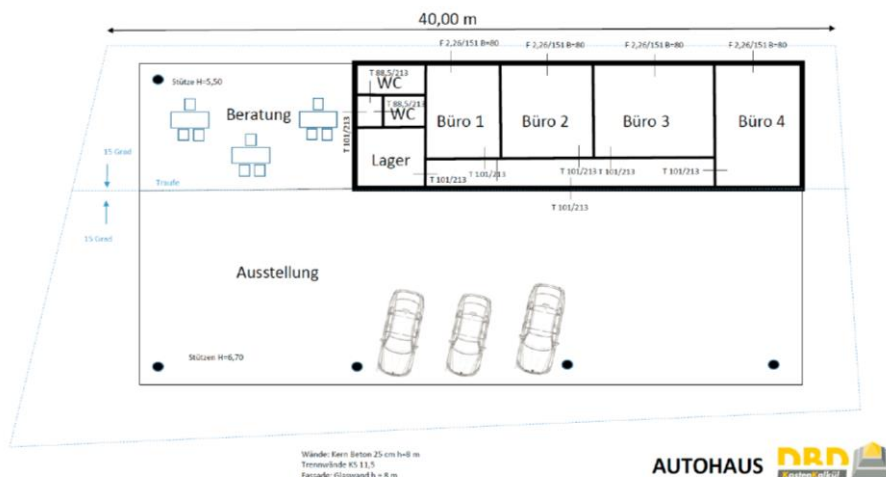 40,00 m
F 2,26/151 B=80
F 2,26/151 B=80
F 2,26/151 B=80
F 2,26/151 B=80
Stütze H=5,50
T 88,5/213
WC
T 88,5/213
WC
Beratung
T 101/213
Büro 1
Büro 2
Büro 3
Büro 4
15 Grad
Lager
Traufe
T 101/213
T 101/213
T 101/213
T 101/213
T 101/213
T 101/213
15 Grad
Ausstellung
Stützen H=6,70
Wände: Kern Beton 25 cm h=8 m
Trennwände KS 11,5
Fassade: Glaswand h = 8 m
AUTOHAUS
DBD
KostenKalkül